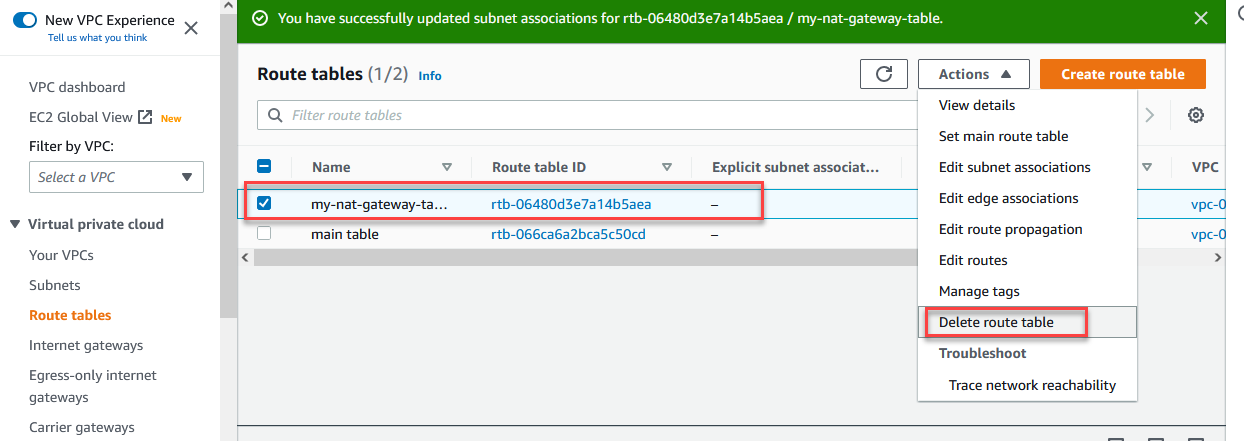 New VPC Experience
Tell us what you think
VPC dashboard
EC2 Global View New
Filter by VPC:
Select a VPC
Virtual private cloud
Your VPCs
Subnets
Route tables
Internet gateways
Egress-only internet
gateways
Carrier gateways
You have successfully updated subnet associations for rtb-06480d3e7a14b5aea / my-nat-gateway-table.
Route tables (1/2) Info
Actions
Create route table
Filter route tables
Name Route table ID Explicit subnet associat... VPC
my-nat-gateway-ta... rtb-06480d3e7a14b5aea – vpc-0
main table rtb-066ca6a2bca5c50cd – vpc-0
View details
Set main route table
Edit subnet associations
Edit edge associations
Edit route propagation
Edit routes
Manage tags
Delete route table
Troubleshoot
Trace network reachability